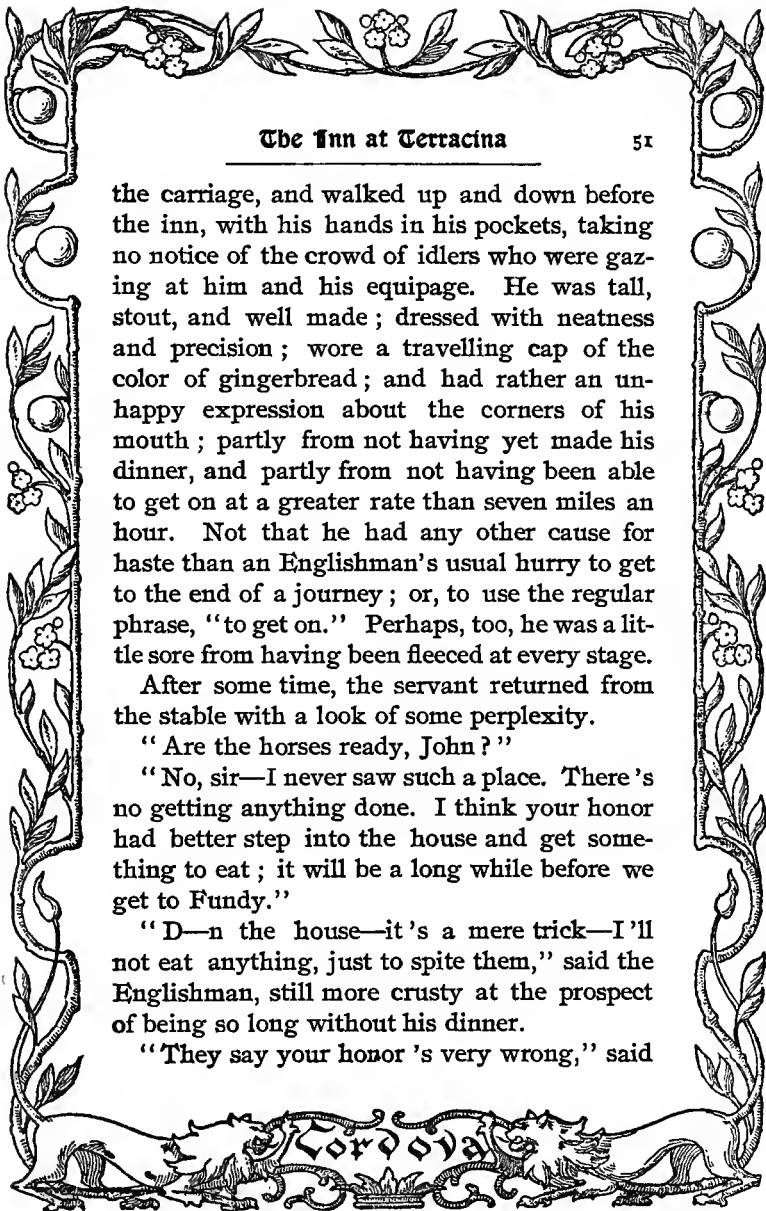 The Inn at Terracina 51
the carriage, and walked up and down before
the inn, with his hands in his pockets, taking
no notice of the crowd of idlers who were gaz-
ing at him and his equipage. He was tall,
stout, and well made ; dressed with neatness
and precision ; wore a travelling cap of the
color of gingerbread ; and had rather an un-
happy expression about the corners of his
mouth ; partly from not having yet made his
dinner, and partly from not having been able
to get on at a greater rate than seven miles an
hour. Not that he had any other cause for
haste than an Englishman's usual hurry to get
to the end of a journey ; or, to use the regular
phrase, "to get on." Perhaps, too, he was a lit-
tle sore from having been fleeced at every stage.
After some time, the servant returned from
the stable with a look of some perplexity.
"Are the horses ready, John ? "
"No, sir—I never saw such a place. There 's
no getting anything done. I think your honor
had better step into the house and get some-
thing to eat ; it will be a long while before we
get to Fundy."
"D—n the house—it 's a mere trick—I 'll
not eat anything, just to spite them," said the
Englishman, still more crusty at the prospect
of being so long without his dinner.
"They say your honor 's very wrong," said
Cordova